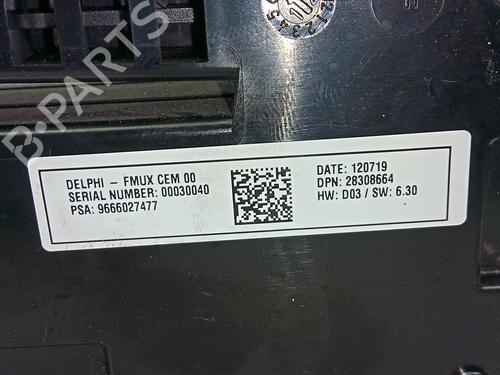 B-PARTS
DELPHI - FMUX CEM 00
SERIAL NUMBER: 00030040
PSA: 9666027477
DATE: 120719
DPN: 28308664
HW: D03 / SW: 6.30